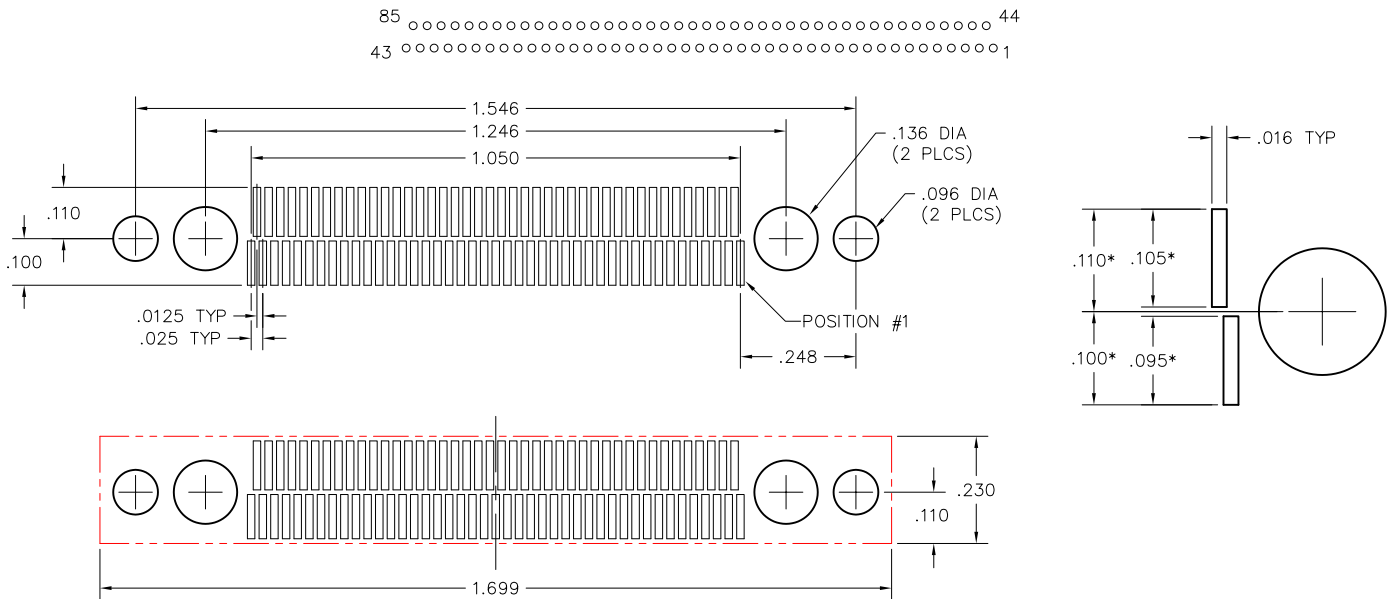 85 44
43 1
1.546
1.246
1.050
.136 DIA
(2 PLCS)
.096 DIA
(2 PLCS)
.110
.100
.0125 TYP
.025 TYP
POSITION #1
.248
.016 TYP
.110* .105*
.100* .095*
.230
.110
1.699